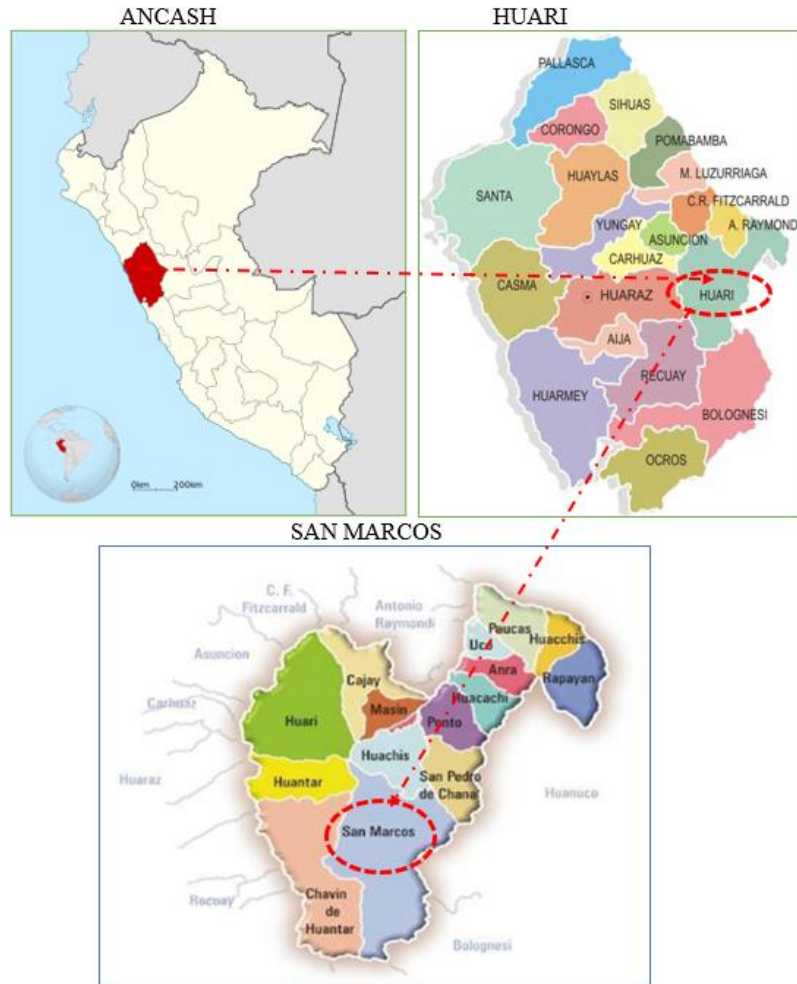 ANCASH
0km 200km
HUARI
PALLASCA
SIHUAS
CORONGO
POMABAMBA
M. LUZURRIAGA
HUAYLAS
SANTA
C.R. FITZCARRALD
A. RAYMOND
YUNGAY
ASUNCION
CARHUAZ
CASMA
HUARAZ
HUARI
AIJA
RECUAY
HUARMEY
BOLOGNESI
OCROS
SAN MARCOS
C. F.
Fitzcarrald
Antonio
Raymondi
Asuncion
Paucas
Huacchis
Uco
Cajay
Anra
Rapayan
Carhuaz
Masin
Huacachi
Huari
Ponto
Huachis
Huaraz
Huantar
San Pedro
de Chana
Huanuco
San Marcos
Chavin
de
Huantar
Recuay
Bolognesi